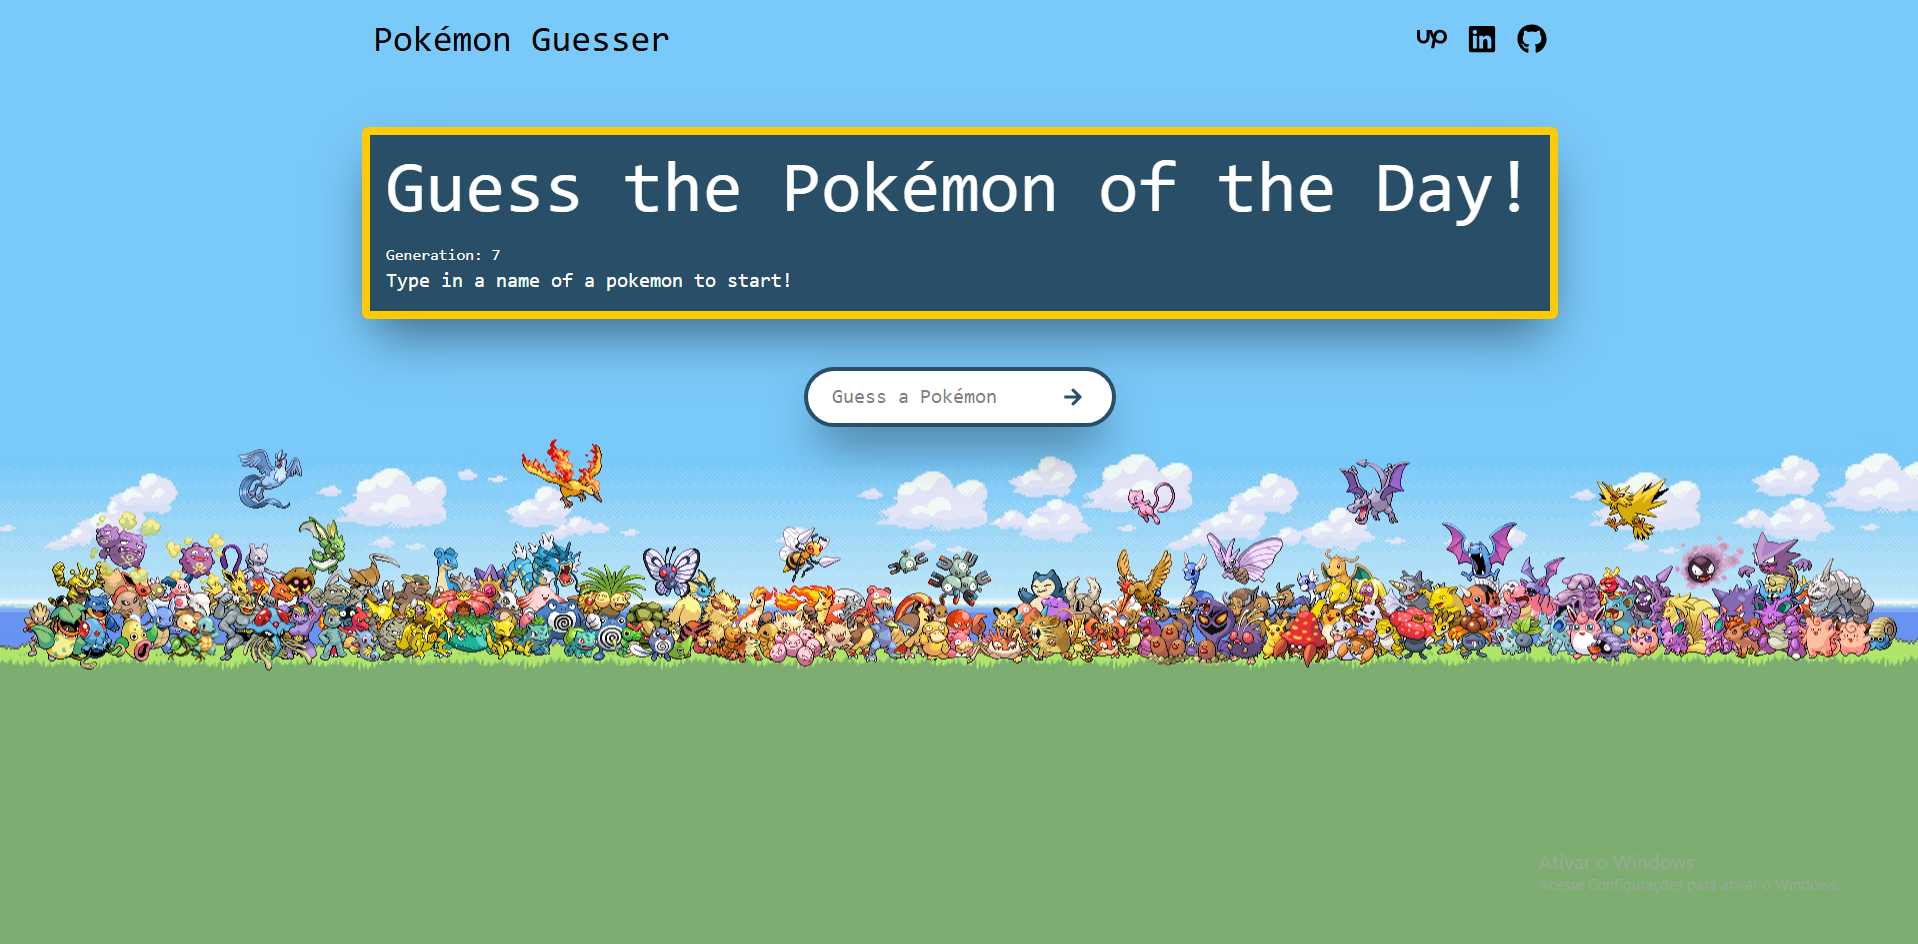 Pokémon Guesser
up
Guess the Pokémon of the Day!
Generation: 7
Type in a name of a pokemon to start!
Guess a Pokémon
Ativar o Windows
Acesse Configurações para ativar o Windows.